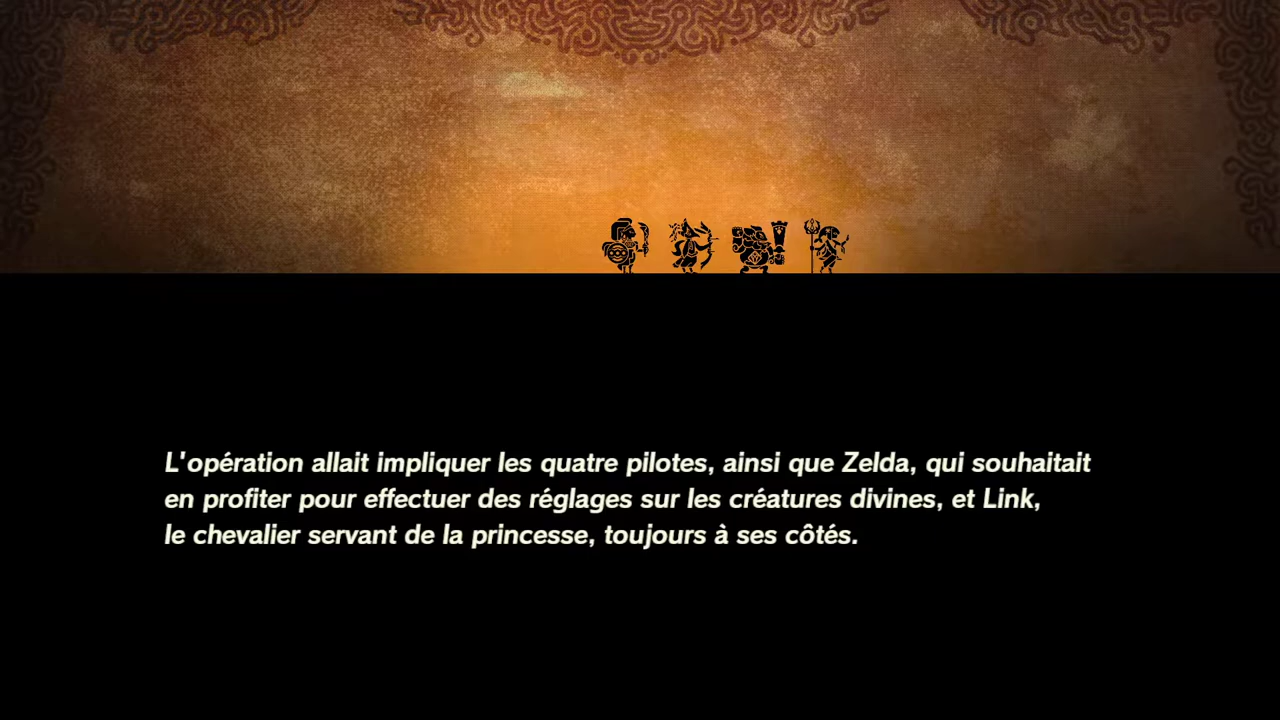 L'opération allait impliquer les quatre pilotes, ainsi que Zelda, qui souhaitait
en profiter pour effectuer des réglages sur les créatures divines, et Link,
le chevalier servant de la princesse, toujours à ses côtés.